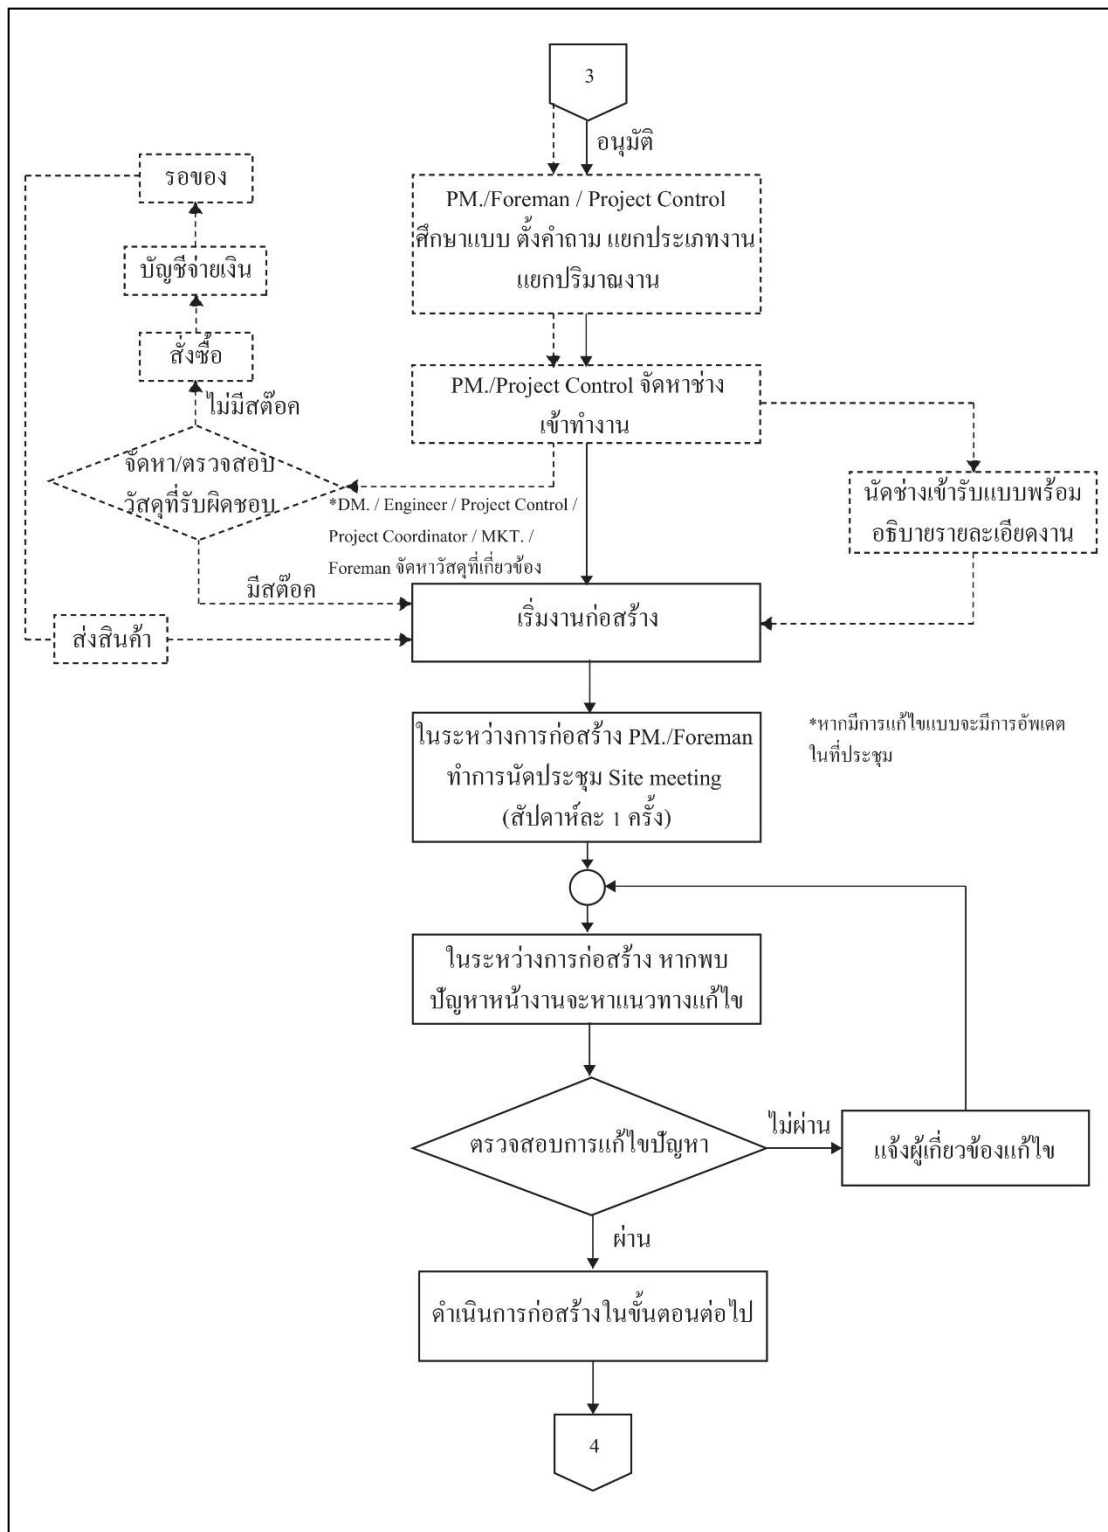 3
อนุมัติ
PM./Foreman / Project Control
ศึกษาแบบ ตั้งคำถาม แยกประเภทงาน
แยกปริมาณงาน
รอของ
บัญชีจ่ายเงิน
สั่งซื้อ
ไม่มีสต๊อค
PM./Project Control จัดหาช่าง
เข้าทำงาน
จัดหา/ตรวจสอบ
วัสดุที่รับผิดชอบ
*DM. / Engineer / Project Control /
Project Coordinator / MKT. /
Foreman จัดหาวัสดุที่เกี่ยวข้อง
นัดช่างเข้ารับแบบพร้อม
อธิบายรายละเอียดงาน
มีสต๊อค
ส่งสินค้า
เริ่มงานก่อสร้าง
ในระหว่างการก่อสร้าง PM./Foreman
ทำการนัดประชุม Site meeting
(สัปดาห์ละ 1 ครั้ง)
*หากมีการแก้ไขแบบจะมีการอัพเดต
ในที่ประชุม
ในระหว่างการก่อสร้าง หากพบ
ปัญหาหน้างานจะหาแนวทางแก้ไข
ตรวจสอบการแก้ไขปัญหา
ไม่ผ่าน
แจ้งผู้เกี่ยวข้องแก้ไข
ผ่าน
ดำเนินการก่อสร้างในขั้นตอนต่อไป
4